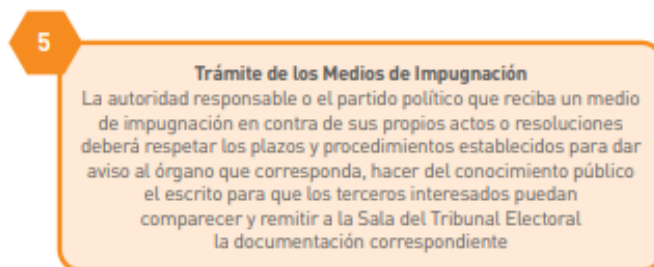 5
Trámite de los Medios de Impugnación
La autoridad responsable o el partido político que reciba un medio
de impugnación en contra de sus propios actos o resoluciones
deberá respetar los plazos y procedimientos establecidos para dar
aviso al órgano que corresponda, hacer del conocimiento público
el escrito para que los terceros interesados puedan
comparecer y remitir a la Sala del Tribunal Electoral
la documentación correspondiente